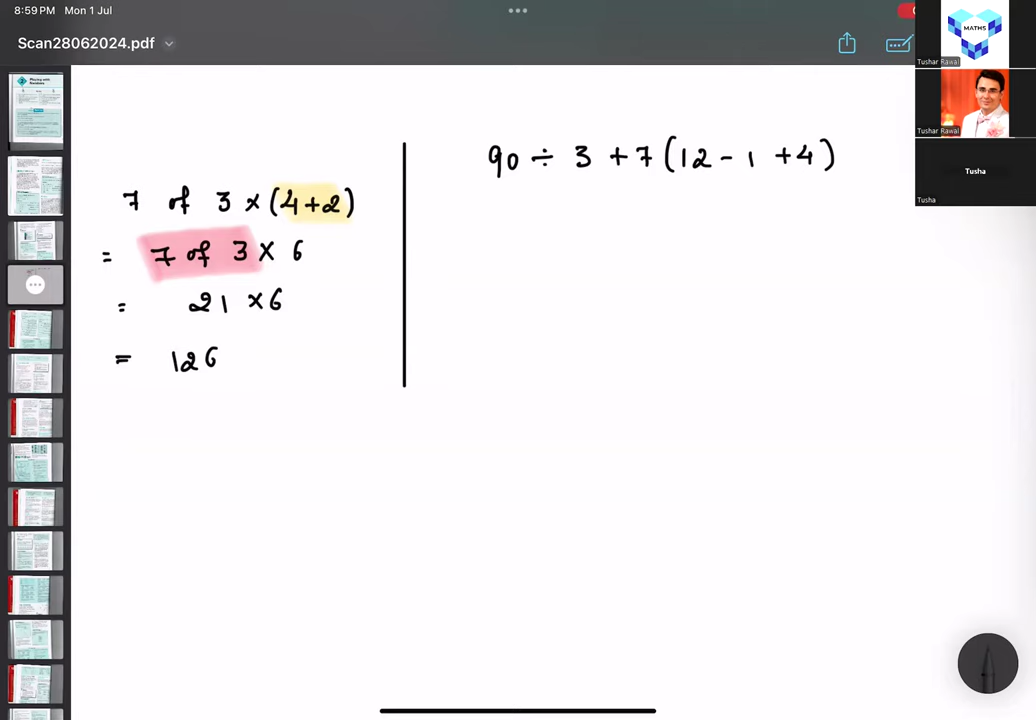 8:59 PM Mon 1 Jul
Scan28062024.pdf
MATHS
Tushar Rawal
Tushar Rawal
Tusha
Tusha
7 of 3 × (4+2)
= 7 of 3 × 6
= 21 × 6
= 126
90 ÷ 3 + 7 (12 - 1 + 4)